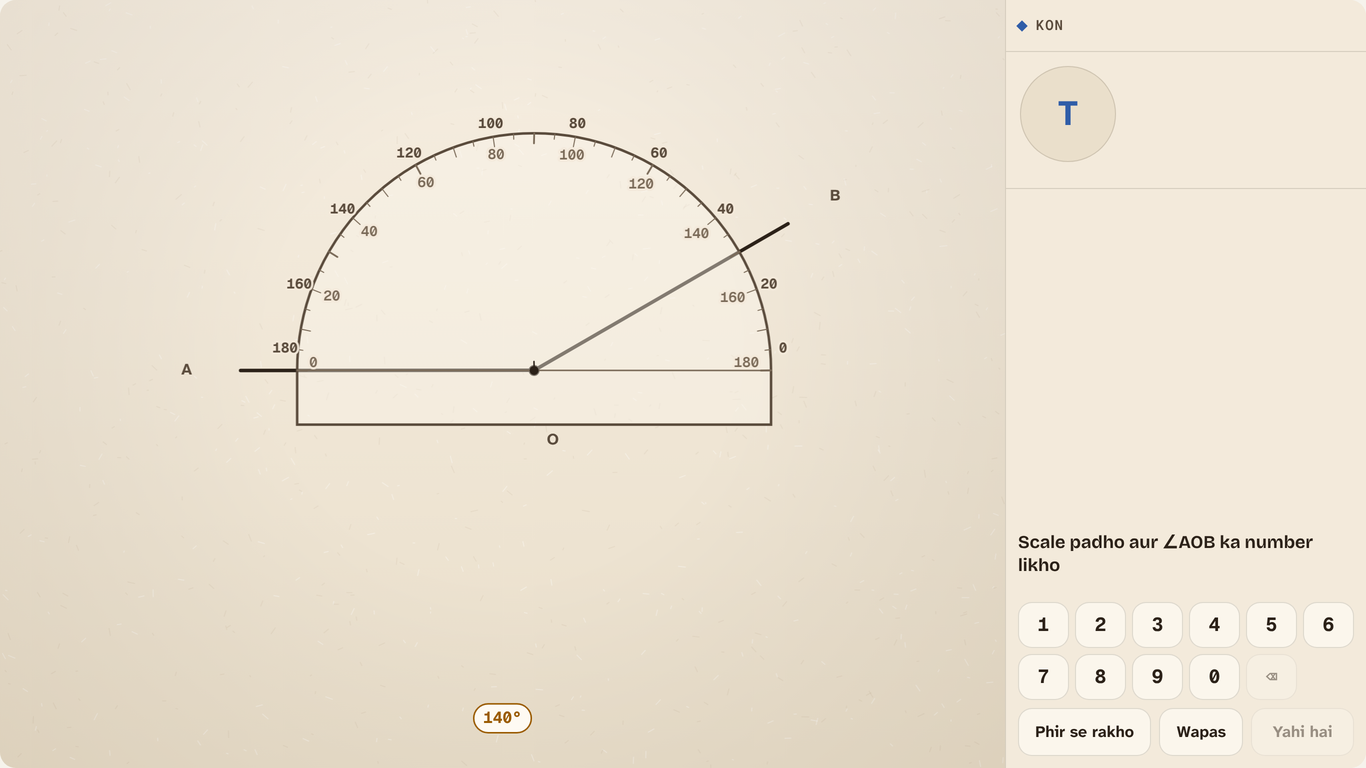 KON
T
100 80
120 80 100 60
60 120
140 40
40 140
B
160 20
20 160
180 0
A 0 180
O
Scale padho aur ∠AOB ka number
likho
1 2 3 4 5 6
7 8 9 0 ⌫
140°
Phir se rakho Wapas Yahi hai